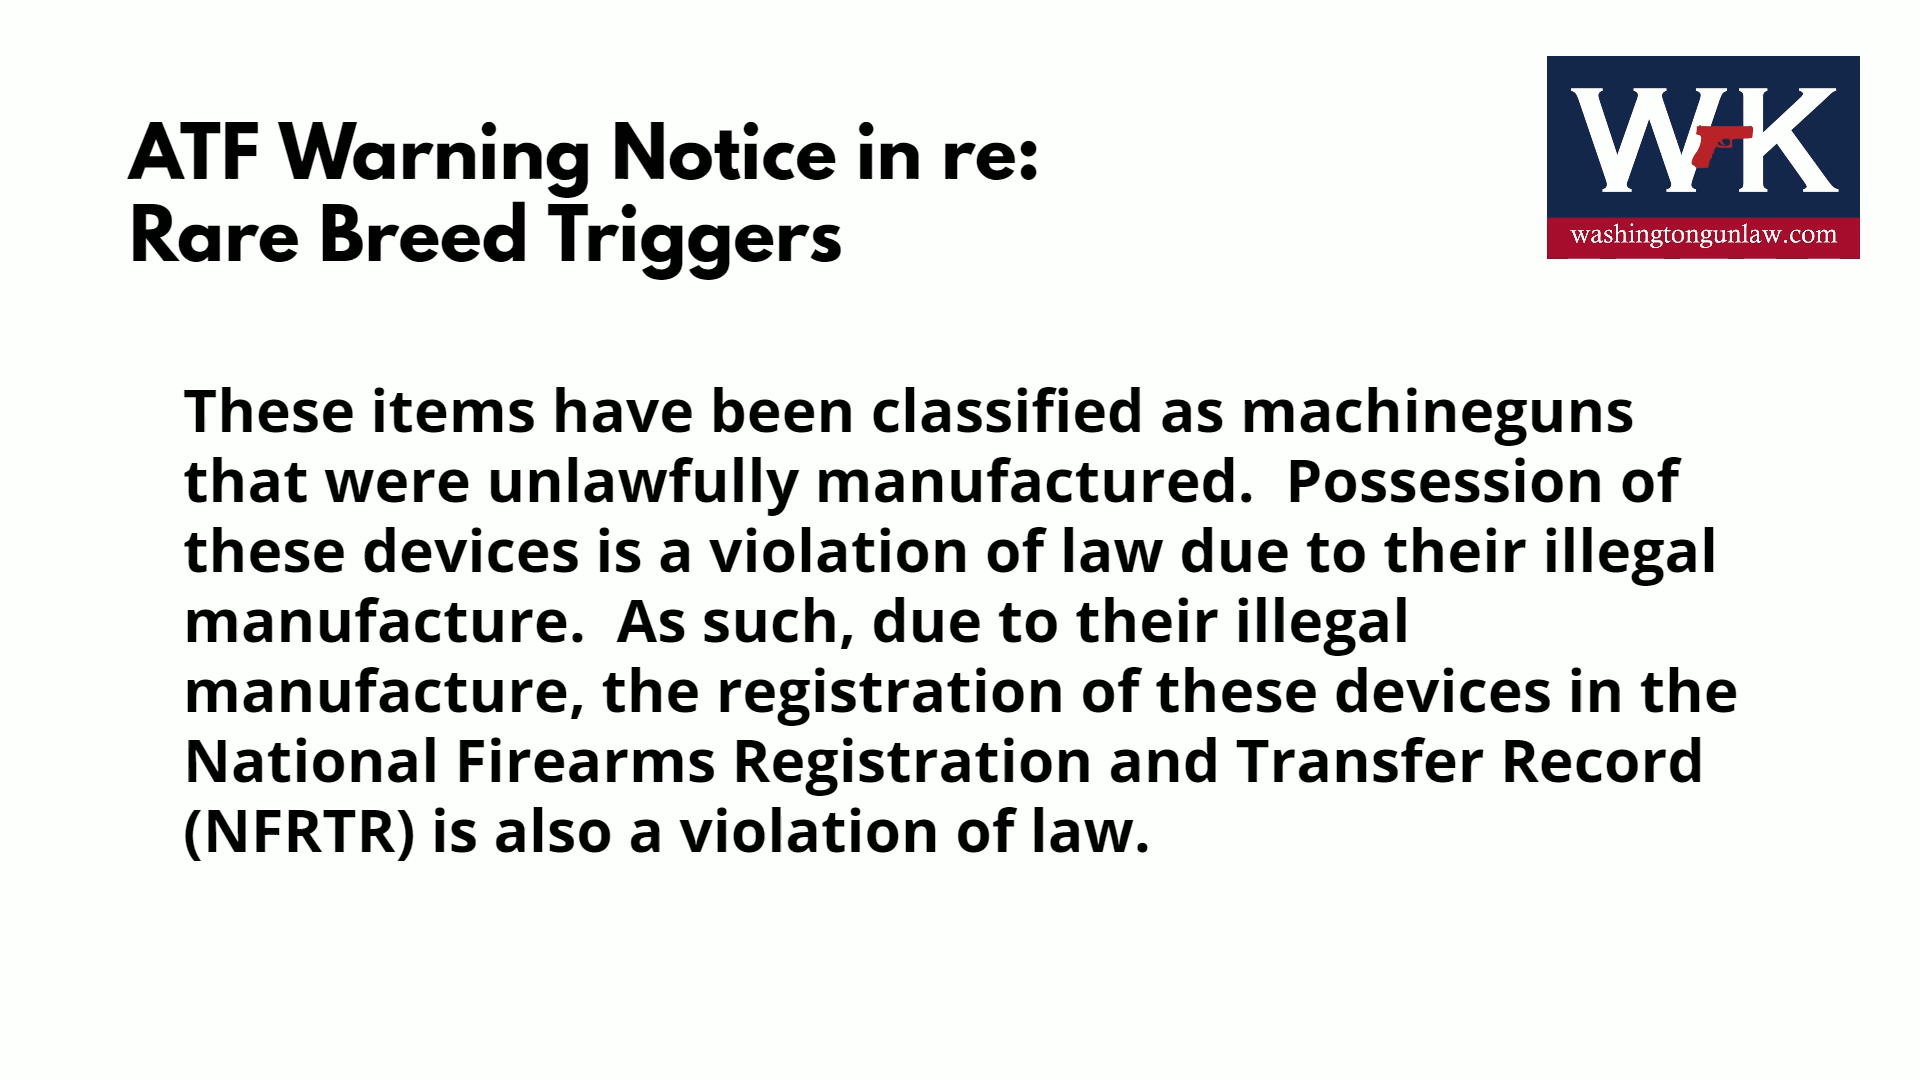 ATF Warning Notice in re:
Rare Breed Triggers
WK
washingtongunlaw.com
These items have been classified as machineguns
that were unlawfully manufactured.  Possession of
these devices is a violation of law due to their illegal
manufacture.  As such, due to their illegal
manufacture, the registration of these devices in the
National Firearms Registration and Transfer Record
(NFRTR) is also a violation of law.